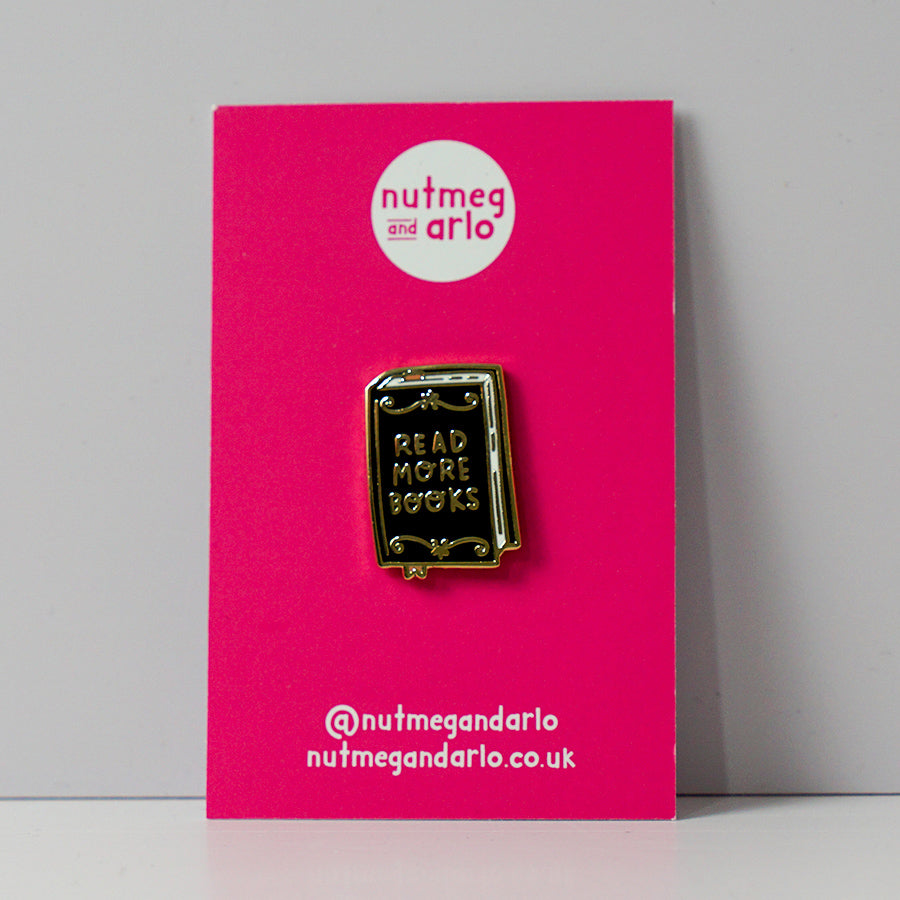 nutmeg
and arlo
READ
MORE
BOOKS
@nutmegandarlo
nutmegandarlo.co.uk